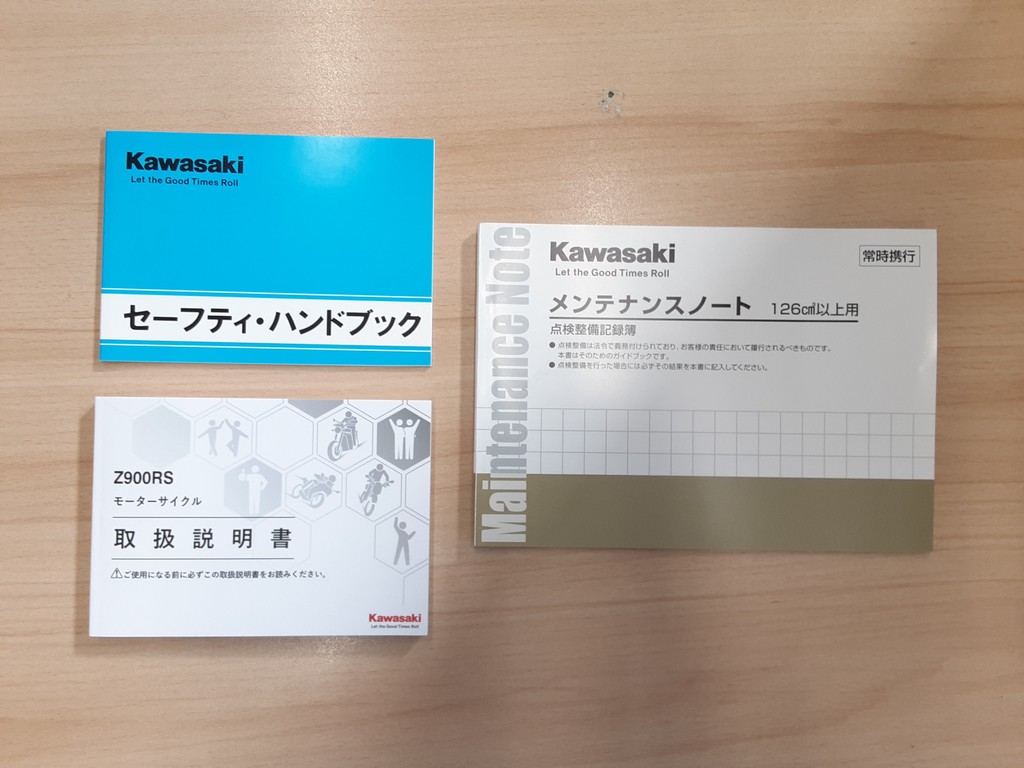 Kawasaki
Let the Good Times Roll
セーフティ・ハンドブック
Z900RS
モーターサイクル
取扱説明書
⚠ご使用になる前に必ずこの取扱説明書をお読みください。
Kawasaki
Let the Good Times Roll
Maintenance Note
Kawasaki
Let the Good Times Roll
常時携行
メンテナンスノート 126c㎥以上用
点検整備記録簿
● 点検整備は法令で義務付けられており、お客様の責任において履行されるべきものです。
本書はそのためのガイドブックです。
● 点検整備を行った場合には必ずその結果を本書に記入してください。